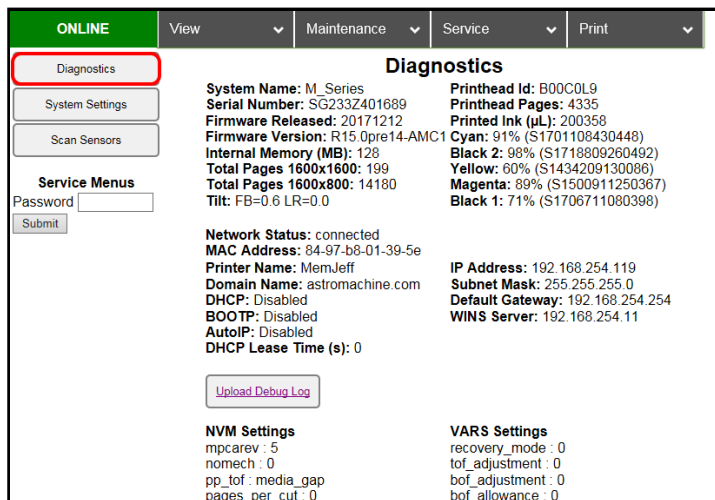 ONLINE
View
Maintenance
Service
Print
Diagnostics
System Settings
Scan Sensors
Service Menus
Password
Submit
Diagnostics
System Name: M_Series
Serial Number: SG233Z401689
Firmware Released: 20171212
Firmware Version: R15.0pre14-AMC1
Internal Memory (MB): 128
Total Pages 1600x1600: 199
Total Pages 1600x800: 14180
Tilt: FB=0.6 LR=0.0
Printhead Id: B00C0L9
Printhead Pages: 4335
Printed Ink (µL): 200358
Cyan: 91% (S1701108430448)
Black 2: 98% (S1718809260492)
Yellow: 60% (S1434209130086)
Magenta: 89% (S1500911250367)
Black 1: 71% (S1706711080398)
Network Status: connected
MAC Address: 84-97-b8-01-39-5e
Printer Name: MemJeff
Domain Name: astromachine.com
DHCP: Disabled
BOOTP: Disabled
AutoIP: Disabled
DHCP Lease Time (s): 0
IP Address: 192.168.254.119
Subnet Mask: 255.255.255.0
Default Gateway: 192.168.254.254
WINS Server: 192.168.254.11
Upload Debug Log
NVM Settings
mpcarev : 5
nomech : 0
pp_tof : media_gap
pages_per_cut : 0
VARS Settings
recovery_mode : 0
tof_adjustment : 0
bof_adjustment : 0
bof_allowance : 0